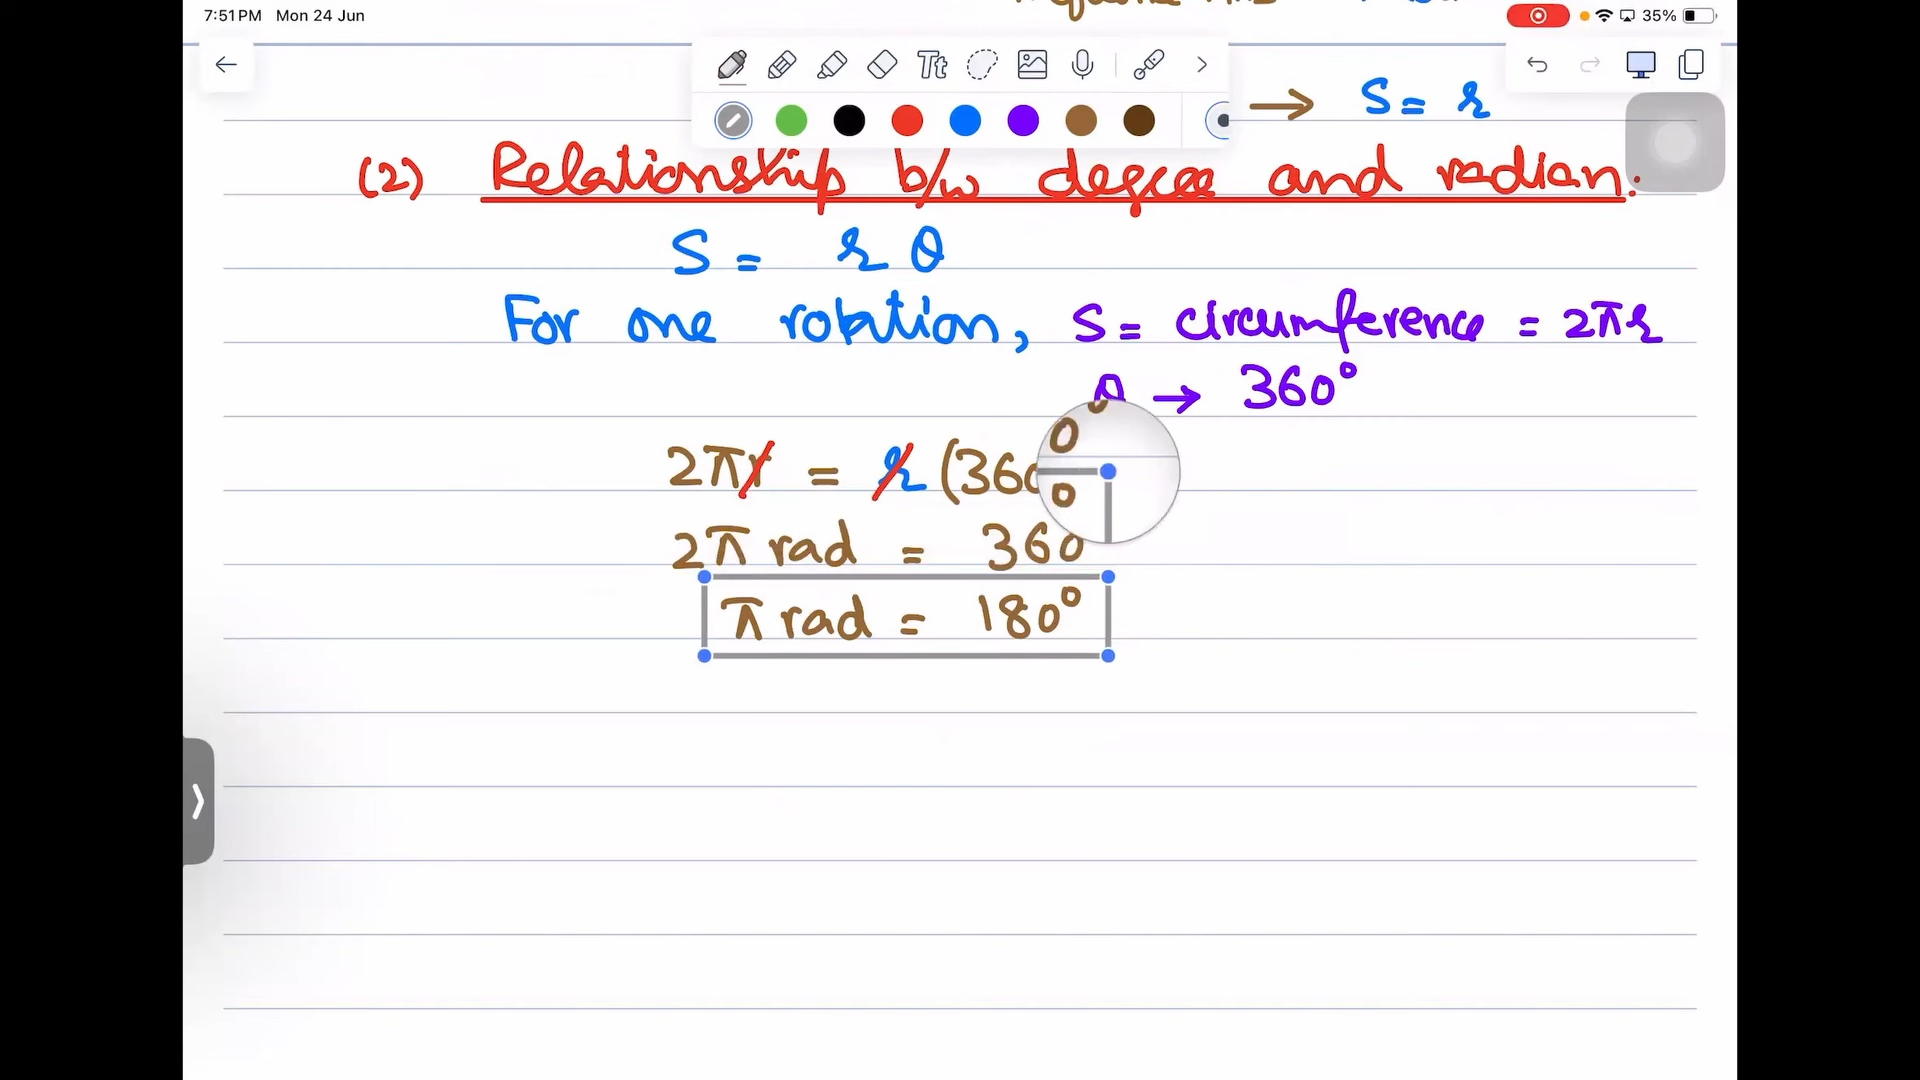 7:51 PM Mon 24 Jun
35%
Tt
→ S = r
(2) Relationship b/w degree and radian.
S = r θ
For one rotation, S = circumference = 2πr
θ → 360°
2πr = r (360
2π rad = 360
π rad = 180°